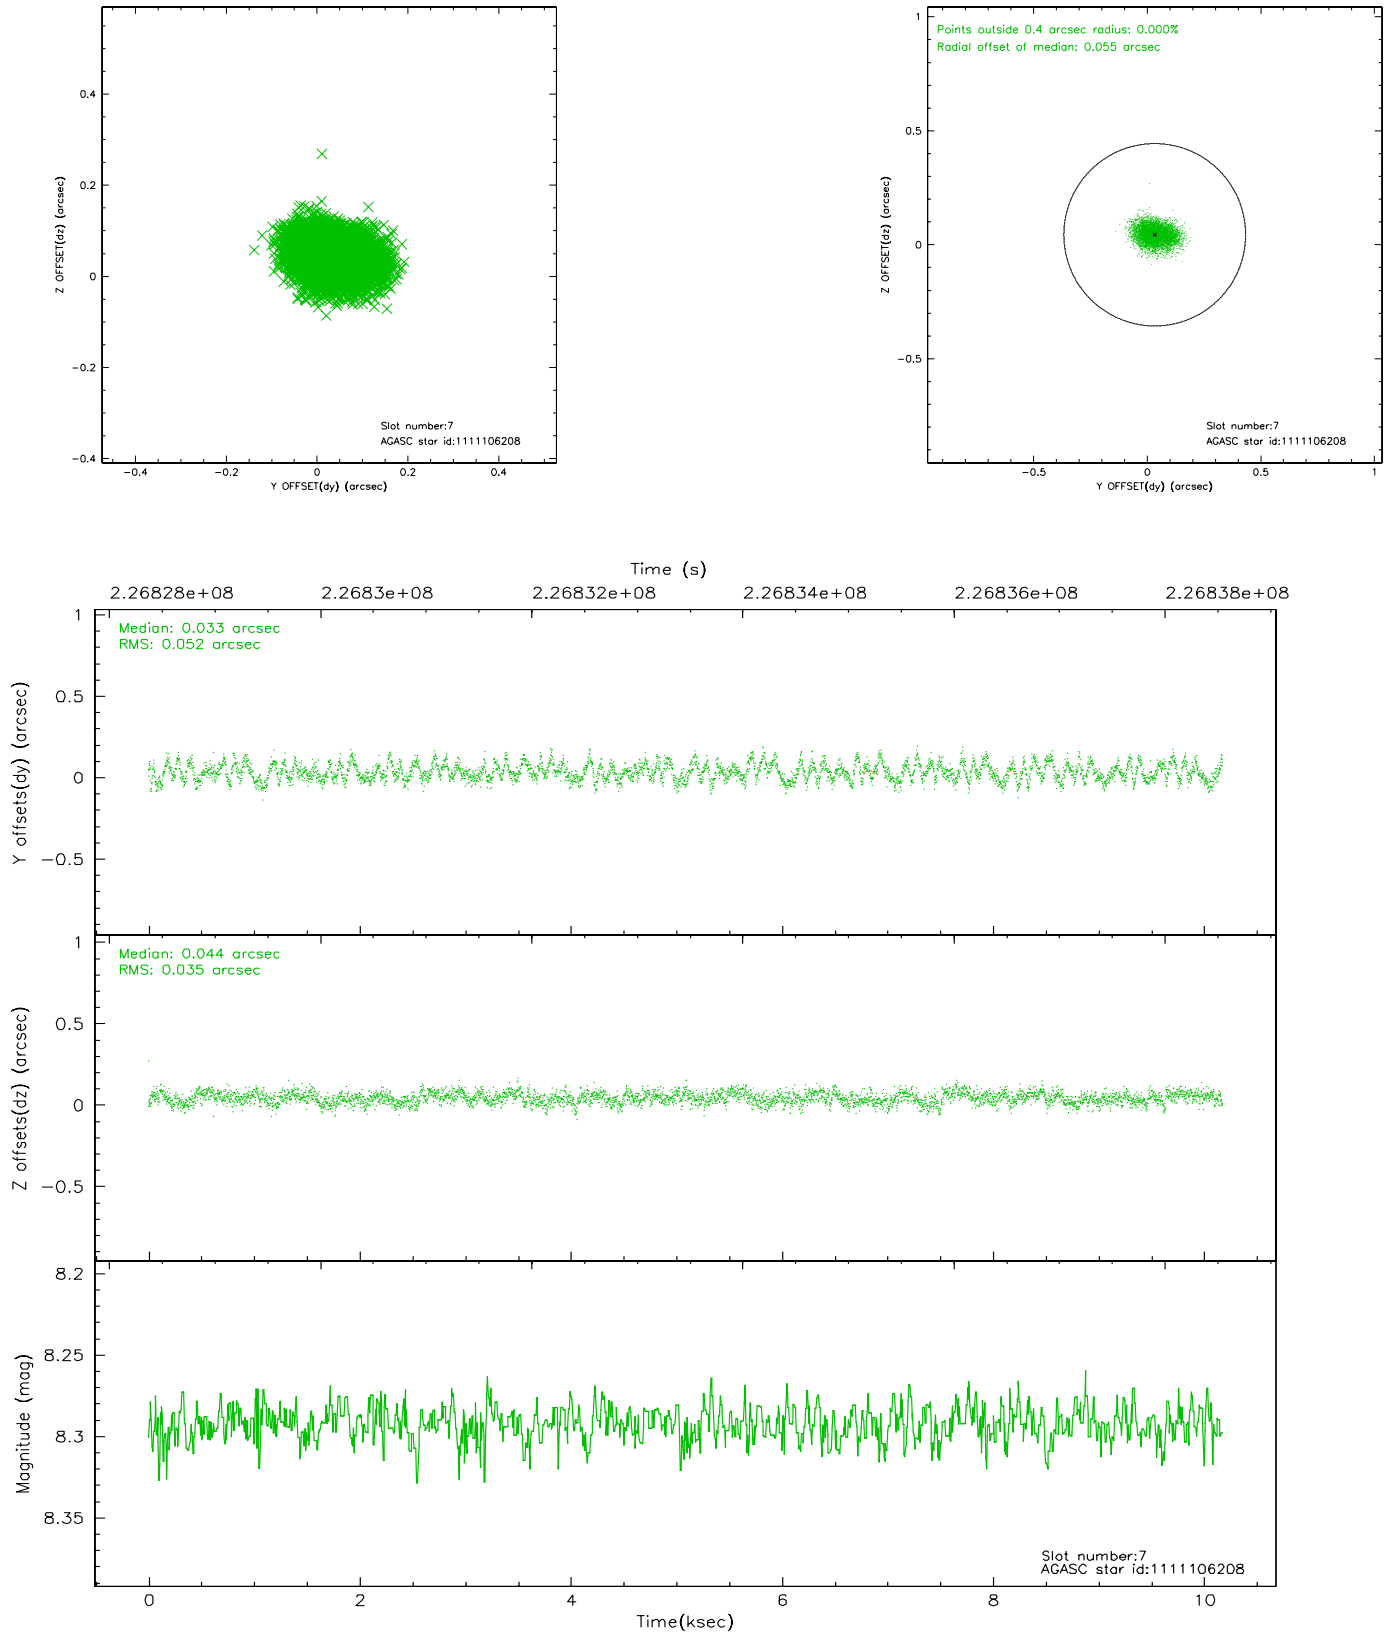 0.4
0.2
0
−0.2
−0.4
Z OFFSET(dz) (arcsec)
−0.4 −0.2 0 0.2 0.4
Y OFFSET(dy) (arcsec)
Slot number:7
AGASC star id:1111106208
Points outside 0.4 arcsec radius: 0.000%
Radial offset of median: 0.055 arcsec
1
0.5
0
−0.5
Z OFFSET(dz) (arcsec)
−0.5 0 0.5 1
Y OFFSET(dy) (arcsec)
Slot number:7
AGASC star id:1111106208
Time (s)
2.26828e+08 2.2683e+08 2.26832e+08 2.26834e+08 2.26836e+08 2.26838e+08
Median: 0.033 arcsec
RMS: 0.052 arcsec
1
0.5
0
−0.5
Y offsets(dy) (arcsec)
Median: 0.044 arcsec
RMS: 0.035 arcsec
1
0.5
0
−0.5
Z offsets(dz) (arcsec)
8.2
8.25
8.3
8.35
Magnitude (mag)
Slot number:7
AGASC star id:1111106208
0 2 4 6 8 10
Time(ksec)